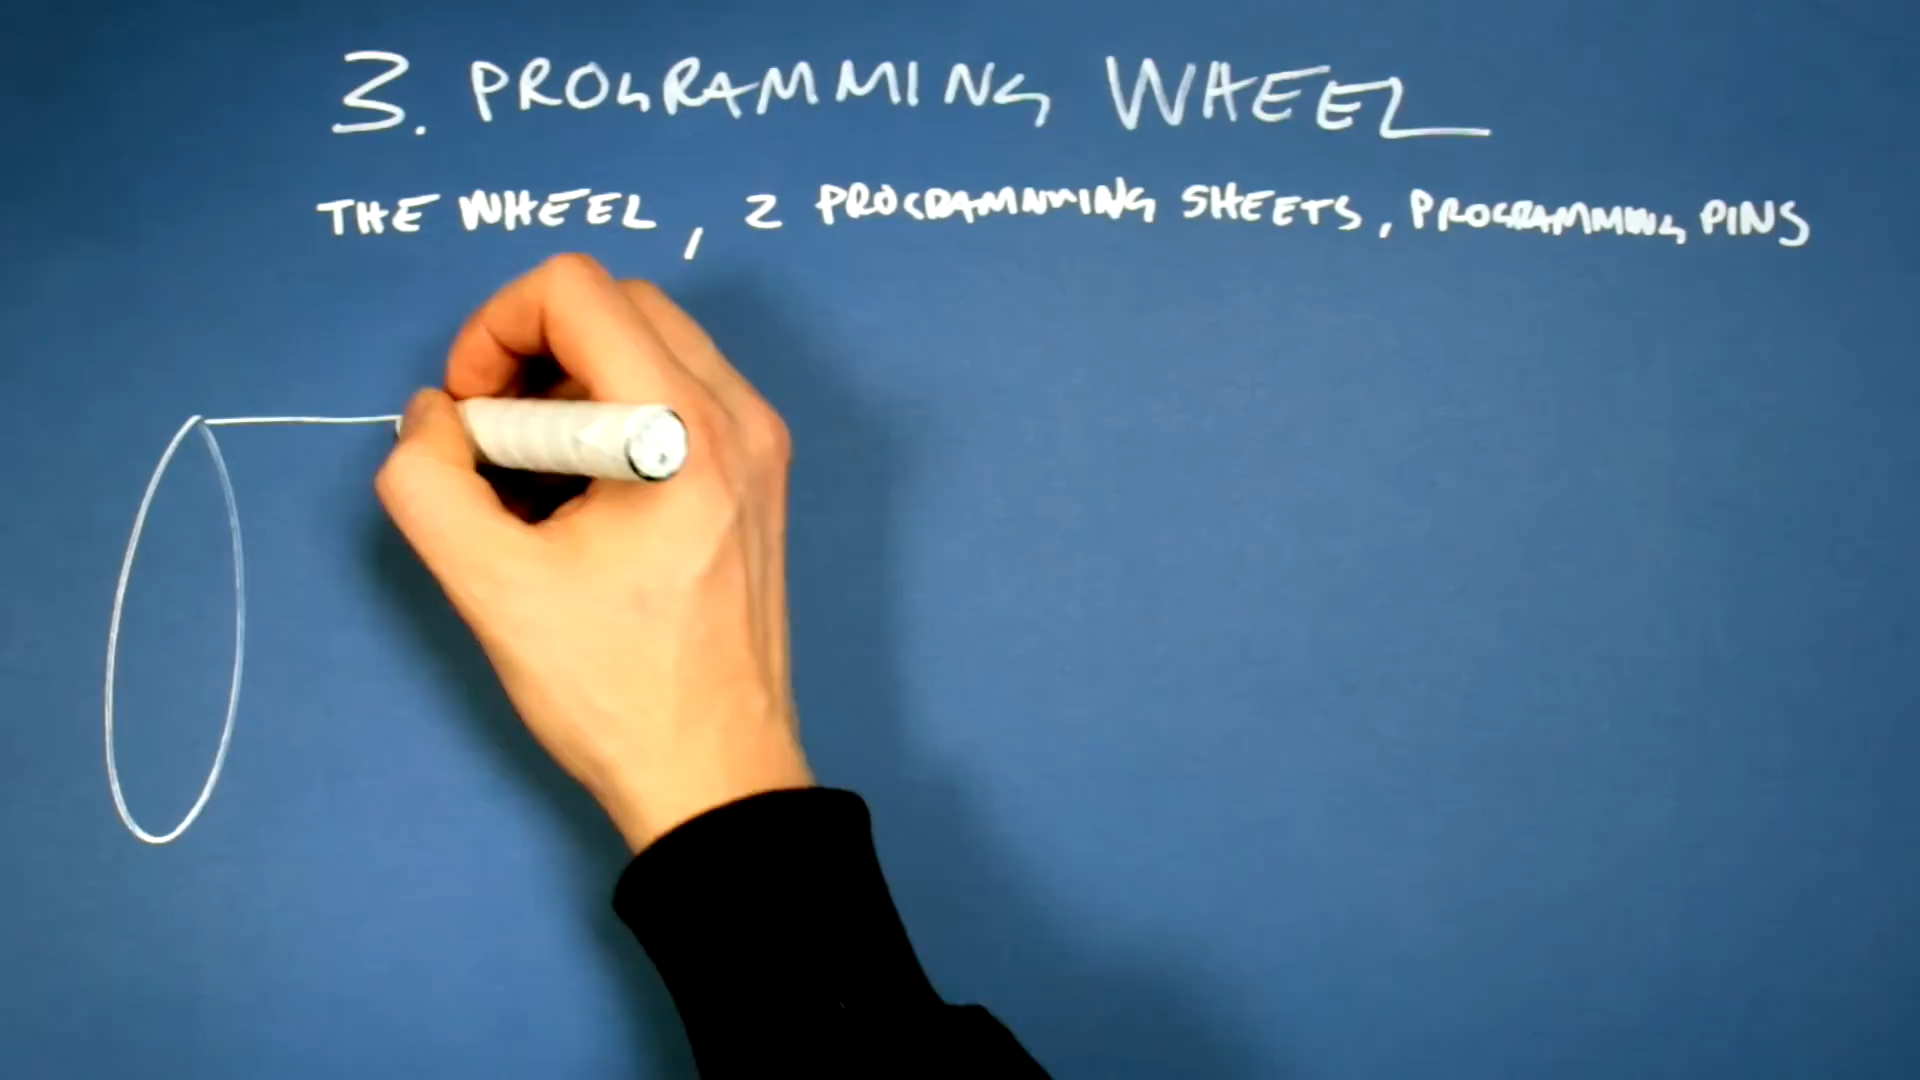 3. PROGRAMMING WHEEL
THE WHEEL, 2 PROGRAMMING SHEETS, PROGRAMMING PINS